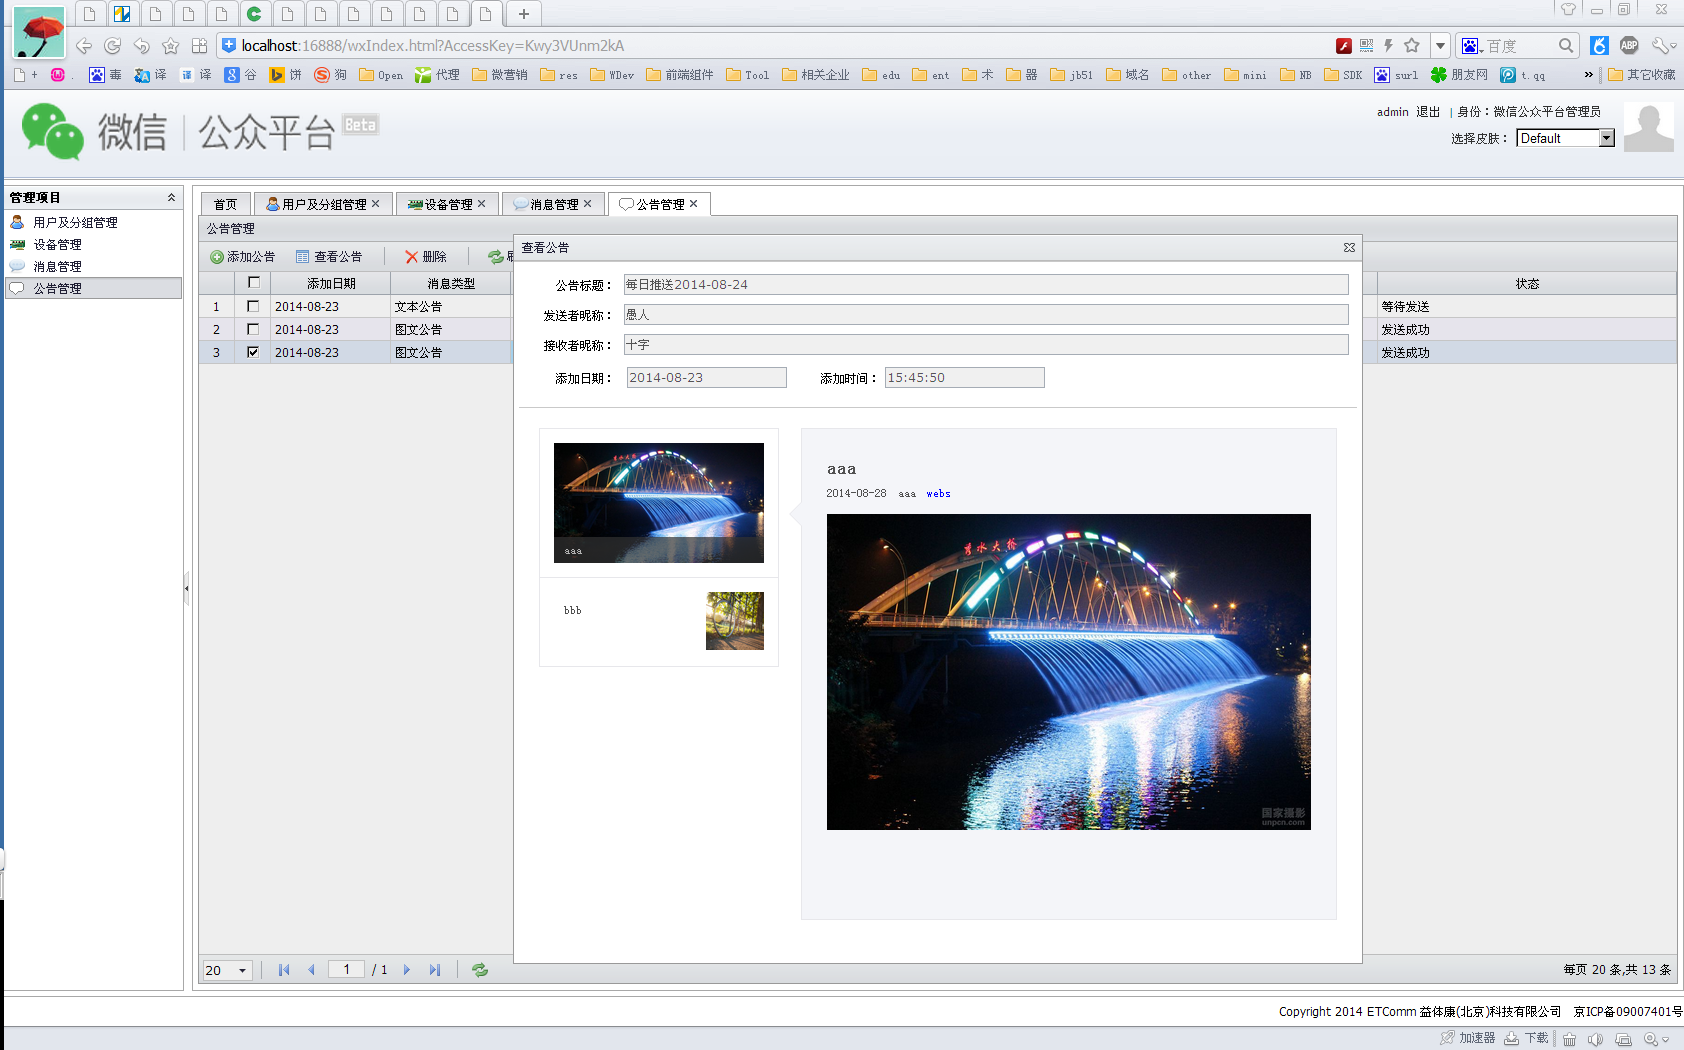 localhost:16888/wxIndex.html?AccessKey=Kwy3VUnm2kA
百度
ABP
+ . 毒 译 译 谷 饼 狗 Open 代理 微营销 res WDev 前端组件 Tool 相关企业 edu ent 术 器 jb51 域名 other mini NB SDK surl 朋友网 t.qq » 其它收藏
微信 | 公众平台 Beta
admin 退出 | 身份：微信公众平台管理员
选择皮肤： Default
管理项目
用户及分组管理
设备管理
消息管理
公告管理
首页 用户及分组管理 设备管理 消息管理 公告管理
公告管理
添加公告 查看公告 删除
添加日期 消息类型 状态
1 2014-08-23 文本公告 等待发送
2 2014-08-23 图文公告 发送成功
3 2014-08-23 图文公告 发送成功
查看公告
公告标题： 每日推送2014-08-24
发送者昵称： 愚人
接收者昵称： 十字
添加日期： 2014-08-23 添加时间： 15:45:50
aaa
bbb
aaa
2014-08-28 aaa webs
大桥
国家摄影
unpcn.com
20 1 / 1
每页 20 条,共 13 条
Copyright 2014 ETComm 益体康(北京)科技有限公司 京ICP备09007401号
加速器 下载